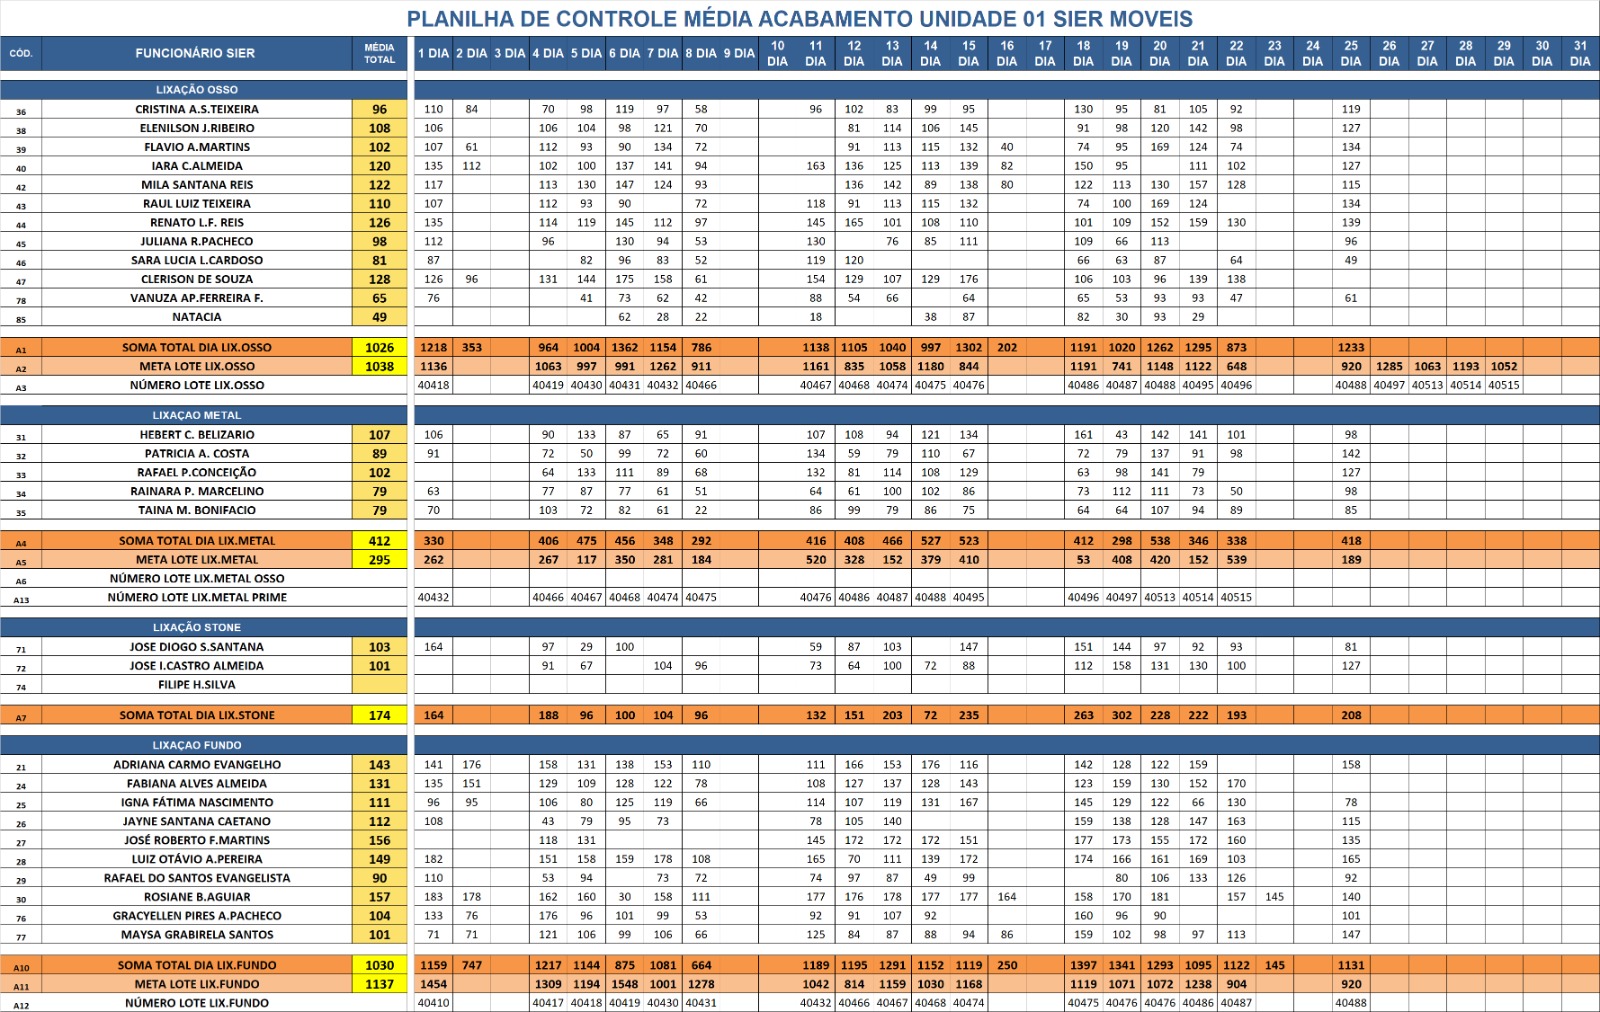 PLANILHA DE CONTROLE MÉDIA ACABAMENTO UNIDADE 01 SIER MOVEIS
CÓD. FUNCIONÁRIO SIER MÉDIA TOTAL 1 DIA 2 DIA 3 DIA 4 DIA 5 DIA 6 DIA 7 DIA 8 DIA 9 DIA 10 DIA 11 DIA 12 DIA 13 DIA 14 DIA 15 DIA 16 DIA 17 DIA 18 DIA 19 DIA 20 DIA 21 DIA 22 DIA 23 DIA 24 DIA 25 DIA 26 DIA 27 DIA 28 DIA 29 DIA 30 DIA 31 DIA
LIXAÇÃO OSSO
36 CRISTINA A.S.TEIXEIRA 96 110 84 70 98 119 97 58 96 102 83 99 95 130 95 81 105 92 119
38 ELENILSON J.RIBEIRO 108 106 106 104 98 121 70 81 114 106 145 91 98 120 142 98 127
39 FLAVIO A.MARTINS 102 107 61 112 93 90 134 72 91 113 115 132 40 74 95 169 124 74 134
40 IARA C.ALMEIDA 120 135 112 102 100 137 141 94 163 136 125 113 139 82 150 95 111 102 127
42 MILA SANTANA REIS 122 117 113 130 147 124 93 136 142 89 138 80 122 113 130 157 128 115
43 RAUL LUIZ TEIXEIRA 110 107 112 93 90 72 118 91 113 115 132 74 100 169 124 134
44 RENATO L.F. REIS 126 135 114 119 145 112 97 145 165 101 108 110 101 109 152 159 130 139
45 JULIANA R.PACHECO 98 112 96 130 94 53 130 76 85 111 109 66 113 96
46 SARA LUCIA L.CARDOSO 81 87 82 96 83 52 119 120 66 63 87 64 49
47 CLERISON DE SOUZA 128 126 96 131 144 175 158 61 154 129 107 129 176 106 103 96 139 138
78 VANUZA AP.FERREIRA F. 65 76 41 73 62 42 88 54 66 64 65 53 93 93 47 61
85 NATACIA 49 62 28 22 18 38 87 82 30 93 29
A1 SOMA TOTAL DIA LIX.OSSO 1026 1218 353 964 1004 1362 1154 786 1138 1105 1040 997 1302 202 1191 1020 1262 1295 873 1233
A2 META LOTE LIX.OSSO 1038 1136 1063 997 991 1262 911 1161 835 1058 1180 844 1191 741 1148 1122 648 920 1285 1063 1193 1052
A3 NÚMERO LOTE LIX.OSSO 40418 40419 40430 40431 40432 40466 40467 40468 40474 40475 40476 40486 40487 40488 40495 40496 40488 40497 40513 40514 40515
LIXAÇAO METAL
31 HEBERT C. BELIZARIO 107 106 90 133 87 65 91 107 108 94 121 134 161 43 142 141 101 98
32 PATRICIA A. COSTA 89 91 72 50 99 72 60 134 59 79 110 67 72 79 137 91 98 142
33 RAFAEL P.CONCEIÇÃO 102 64 133 111 89 68 132 81 114 108 129 63 98 141 79 127
34 RAINARA P. MARCELINO 79 63 77 87 77 61 51 64 61 100 102 86 73 112 111 73 50 98
35 TAINA M. BONIFACIO 79 70 103 72 82 61 22 86 99 79 86 75 64 64 107 94 89 85
A4 SOMA TOTAL DIA LIX.METAL 412 330 406 475 456 348 292 416 408 466 527 523 412 298 538 346 338 418
A5 META LOTE LIX.METAL 295 262 267 117 350 281 184 520 328 152 379 410 53 408 420 152 539 189
A6 NÚMERO LOTE LIX.METAL OSSO
A13 NÚMERO LOTE LIX.METAL PRIME 40432 40466 40467 40468 40474 40475 40476 40486 40487 40488 40495 40496 40497 40513 40514 40515
LIXAÇÃO STONE
71 JOSE DIOGO S.SANTANA 103 164 97 29 100 59 87 103 147 151 144 97 92 93 81
72 JOSE I.CASTRO ALMEIDA 101 91 67 104 96 73 64 100 72 88 112 158 131 130 100 127
74 FILIPE H.SILVA
A7 SOMA TOTAL DIA LIX.STONE 174 164 188 96 100 104 96 132 151 203 72 235 263 302 228 222 193 208
LIXAÇAO FUNDO
21 ADRIANA CARMO EVANGELHO 143 141 176 158 131 138 153 110 111 166 153 176 116 142 128 122 159 158
24 FABIANA ALVES ALMEIDA 131 135 151 129 109 128 122 78 108 127 137 128 143 123 159 130 152 170
25 IGNA FÁTIMA NASCIMENTO 111 96 95 106 80 125 119 66 114 107 119 131 167 145 129 122 66 130 78
26 JAYNE SANTANA CAETANO 112 108 43 79 95 73 78 105 140 159 138 128 147 163 115
27 JOSÉ ROBERTO F.MARTINS 156 118 131 145 172 172 172 151 177 173 155 172 160 135
28 LUIZ OTÁVIO A.PEREIRA 149 182 151 158 159 178 108 165 70 111 139 172 174 166 161 169 103 165
29 RAFAEL DO SANTOS EVANGELISTA 90 110 53 94 73 72 74 97 87 49 99 80 106 133 126 92
30 ROSIANE B.AGUIAR 157 183 178 162 160 30 158 111 177 176 178 177 177 164 158 170 181 157 145 140
76 GRACYELLEN PIRES A.PACHECO 104 133 76 176 96 101 99 53 92 91 107 92 160 96 90 101
77 MAYSA GRABIRELA SANTOS 101 71 71 121 106 99 106 66 125 84 87 88 94 86 159 102 98 97 113 147
A10 SOMA TOTAL DIA LIX.FUNDO 1030 1159 747 1217 1144 875 1081 664 1189 1195 1291 1152 1119 250 1397 1341 1293 1095 1122 145 1131
A11 META LOTE LIX.FUNDO 1137 1454 1309 1194 1548 1001 1278 1042 814 1159 1030 1168 1119 1071 1072 1238 904 920
A12 NÚMERO LOTE LIX.FUNDO 40410 40417 40418 40419 40430 40431 40432 40466 40467 40468 40474 40475 40476 40476 40486 40487 40488